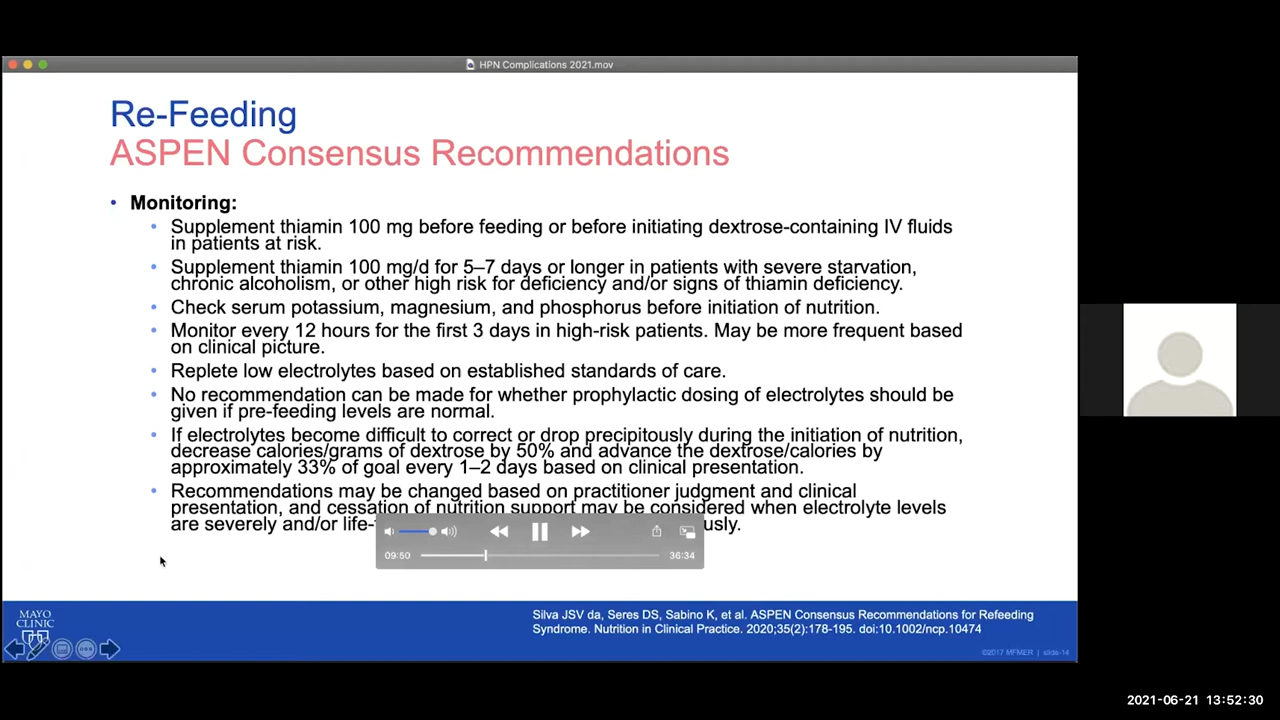 HPN Complications 2021.mov
Re-Feeding
ASPEN Consensus Recommendations
• Monitoring:
• Supplement thiamin 100 mg before feeding or before initiating dextrose-containing IV fluids
in patients at risk.
• Supplement thiamin 100 mg/d for 5–7 days or longer in patients with severe starvation,
chronic alcoholism, or other high risk for deficiency and/or signs of thiamin deficiency.
• Check serum potassium, magnesium, and phosphorus before initiation of nutrition.
• Monitor every 12 hours for the first 3 days in high-risk patients. May be more frequent based
on clinical picture.
• Replete low electrolytes based on established standards of care.
• No recommendation can be made for whether prophylactic dosing of electrolytes should be
given if pre-feeding levels are normal.
• If electrolytes become difficult to correct or drop precipitously during the initiation of nutrition,
decrease calories/grams of dextrose by 50% and advance the dextrose/calories by
approximately 33% of goal every 1–2 days based on clinical presentation.
• Recommendations may be changed based on practitioner judgment and clinical
presentation, and cessation of nutrition support may be considered when electrolyte levels
are severely and/or life-
09:50
36:34
MAYO
CLINIC
Silva JSV da, Seres DS, Sabino K, et al. ASPEN Consensus Recommendations for Refeeding
Syndrome. Nutrition in Clinical Practice. 2020;35(2):178-195. doi:10.1002/ncp.10474
©2017 MFMER | slide-14
2021-06-21 13:52:30